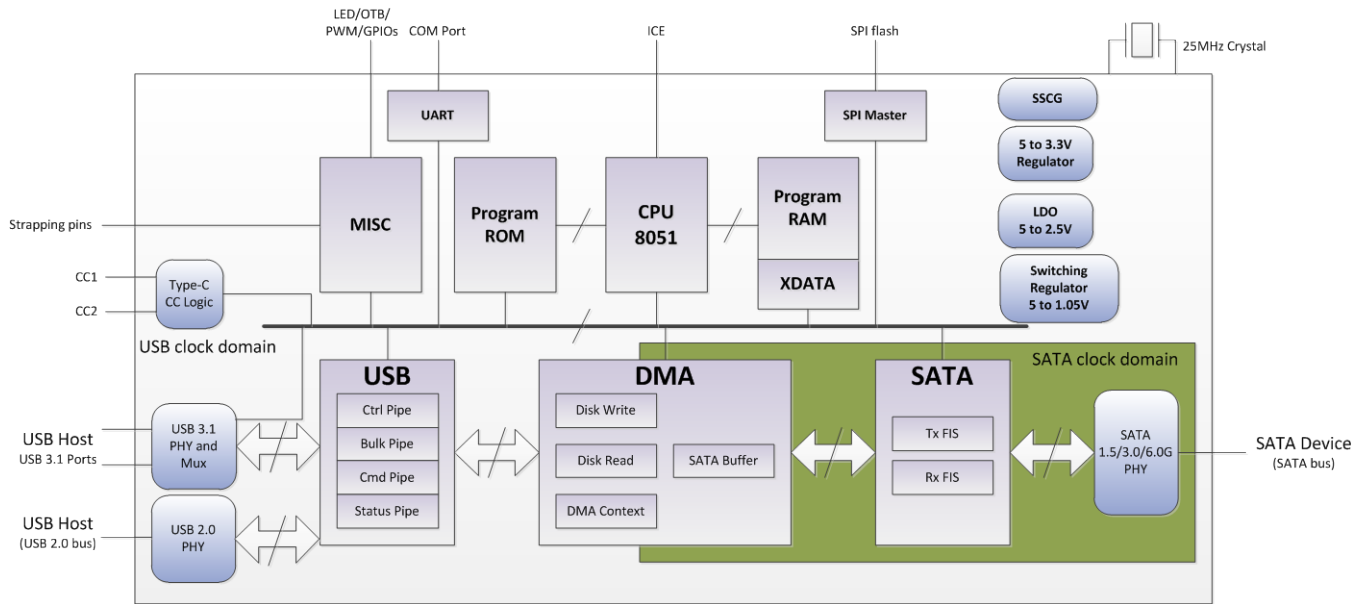 LED/OTB/
PWM/GPIOs
COM Port
ICE
SPI flash
25MHz Crystal
UART
SPI Master
SSCG
5 to 3.3V
Regulator
MISC
Program
ROM
CPU
8051
Program
RAM
XDATA
LDO
5 to 2.5V
Switching
Regulator
5 to 1.05V
Strapping pins
CC1
CC2
Type-C
CC Logic
USB clock domain
SATA clock domain
USB
Ctrl Pipe
Bulk Pipe
Cmd Pipe
Status Pipe
DMA
Disk Write
Disk Read
DMA Context
SATA Buffer
SATA
Tx FIS
Rx FIS
USB Host
USB 3.1 Ports
USB 3.1
PHY and
Mux
USB Host
(USB 2.0 bus)
USB 2.0
PHY
SATA
1.5/3.0/6.0G
PHY
SATA Device
(SATA bus)